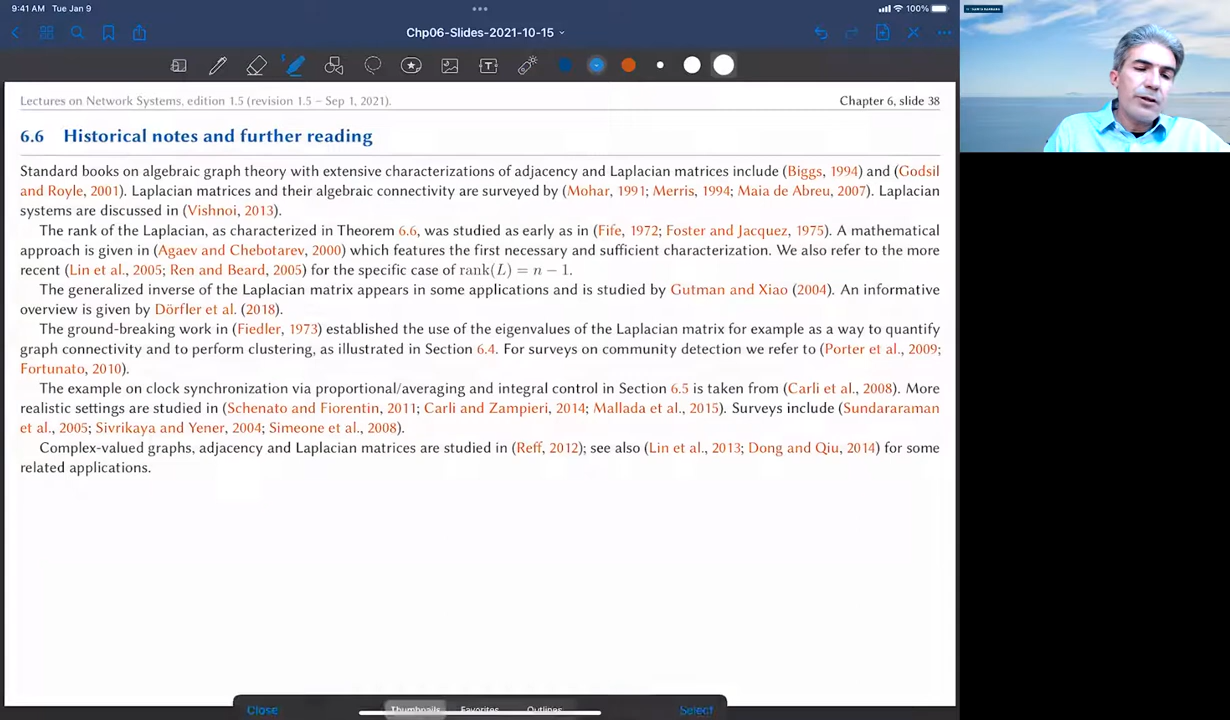 9:41 AM Tue Jan 9
100%
Chp06-Slides-2021-10-15
Lectures on Network Systems, edition 1.5 (revision 1.5 – Sep 1, 2021).
Chapter 6, slide 38
6.6 Historical notes and further reading
Standard books on algebraic graph theory with extensive characterizations of adjacency and Laplacian matrices include (Biggs, 1994) and (Godsil
and Royle, 2001). Laplacian matrices and their algebraic connectivity are surveyed by (Mohar, 1991; Merris, 1994; Maia de Abreu, 2007). Laplacian
systems are discussed in (Vishnoi, 2013).
The rank of the Laplacian, as characterized in Theorem 6.6, was studied as early as in (Fife, 1972; Foster and Jacquez, 1975). A mathematical
approach is given in (Agaev and Chebotarev, 2000) which features the first necessary and sufficient characterization. We also refer to the more
recent (Lin et al., 2005; Ren and Beard, 2005) for the specific case of rank(L) = n − 1.
The generalized inverse of the Laplacian matrix appears in some applications and is studied by Gutman and Xiao (2004). An informative
overview is given by Dörfler et al. (2018).
The ground-breaking work in (Fiedler, 1973) established the use of the eigenvalues of the Laplacian matrix for example as a way to quantify
graph connectivity and to perform clustering, as illustrated in Section 6.4. For surveys on community detection we refer to (Porter et al., 2009;
Fortunato, 2010).
The example on clock synchronization via proportional/averaging and integral control in Section 6.5 is taken from (Carli et al., 2008). More
realistic settings are studied in (Schenato and Fiorentin, 2011; Carli and Zampieri, 2014; Mallada et al., 2015). Surveys include (Sundararaman
et al., 2005; Sivrikaya and Yener, 2004; Simeone et al., 2008).
Complex-valued graphs, adjacency and Laplacian matrices are studied in (Reff, 2012); see also (Lin et al., 2013; Dong and Qiu, 2014) for some
related applications.
Close
Thumbnails
Favorites
Outlines
Select